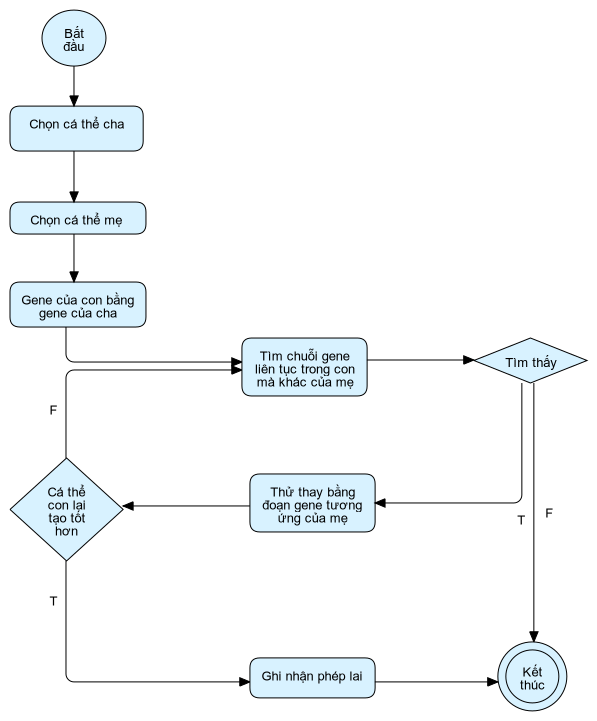 Bắt
đầu
Chọn cá thể cha
Chọn cá thể mẹ
Gene của con bằng
gene của cha
Tìm chuỗi gene
liên tục trong con
mà khác của mẹ
Tìm thấy
F
Cá thể
con lại
tạo tốt
hơn
Thử thay bằng
đoạn gene tương
ứng của mẹ
T
F
T
Ghi nhận phép lai
Kết
thúc